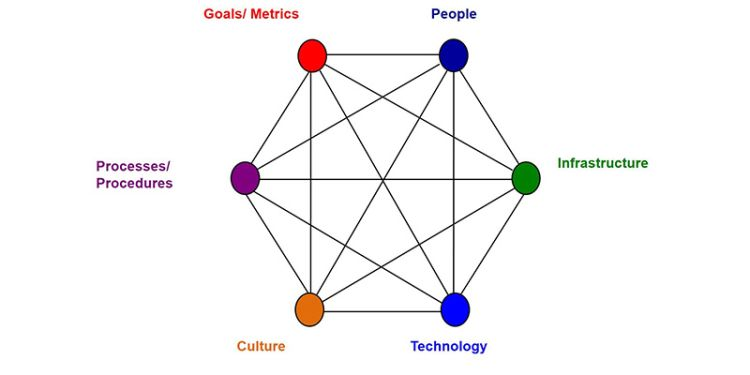 Goals/ Metrics
People
Processes/
Procedures
Infrastructure
Culture
Technology